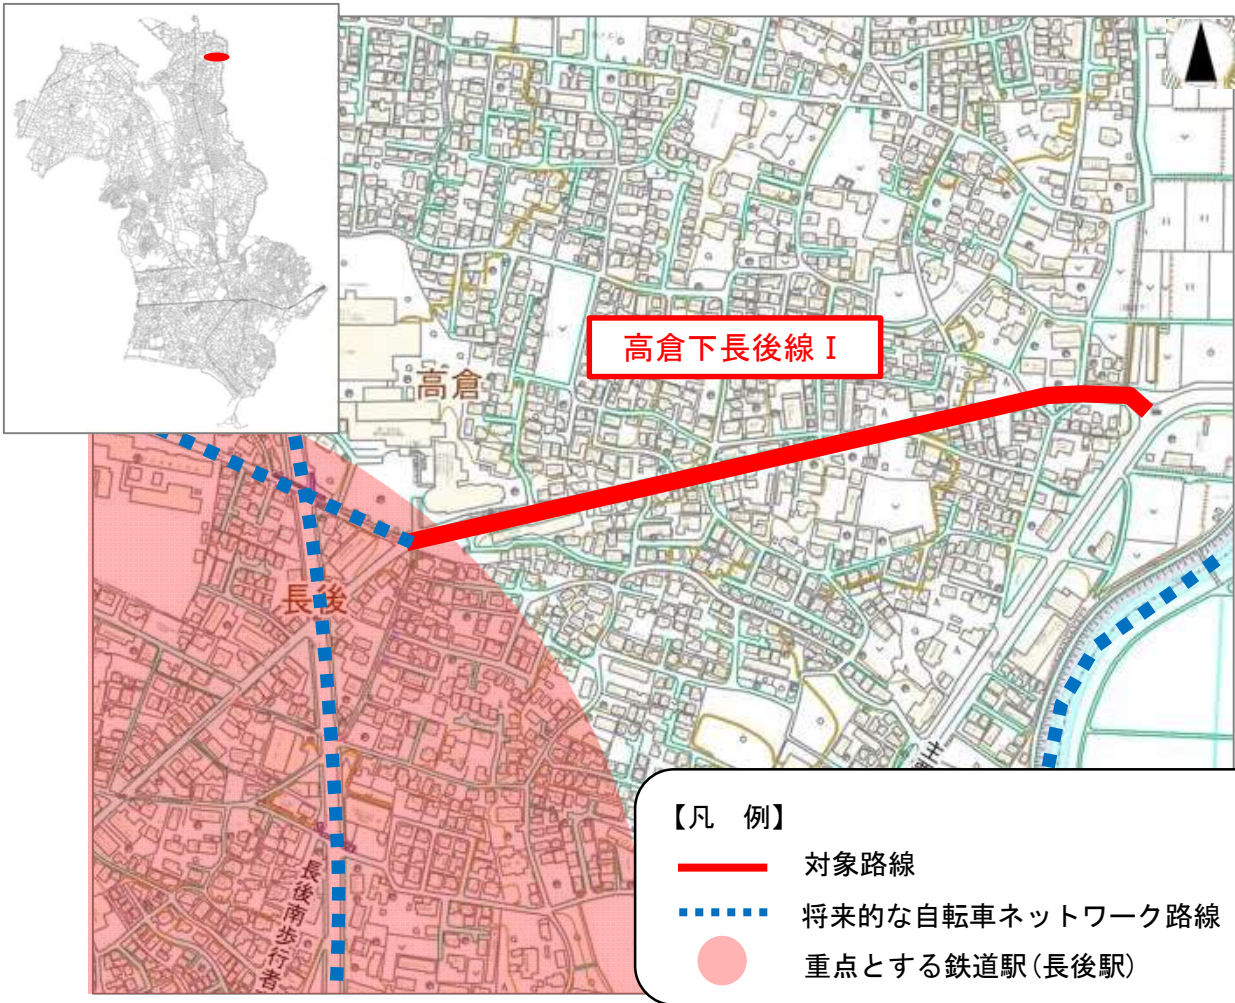 高倉下長後線Ⅰ
高倉
長後
長後南歩行者
【凡 例】
対象路線
将来的な自転車ネットワーク路線
重点とする鉄道駅(長後駅)